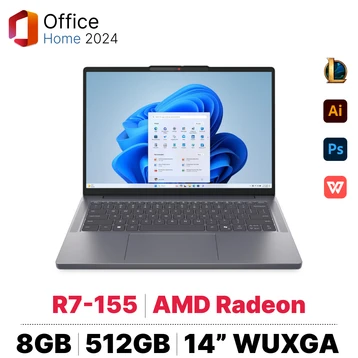 Office
Home 2024
Ai
Ps
W
R7-155 | AMD Radeon
8GB | 512GB | 14” WUXGA